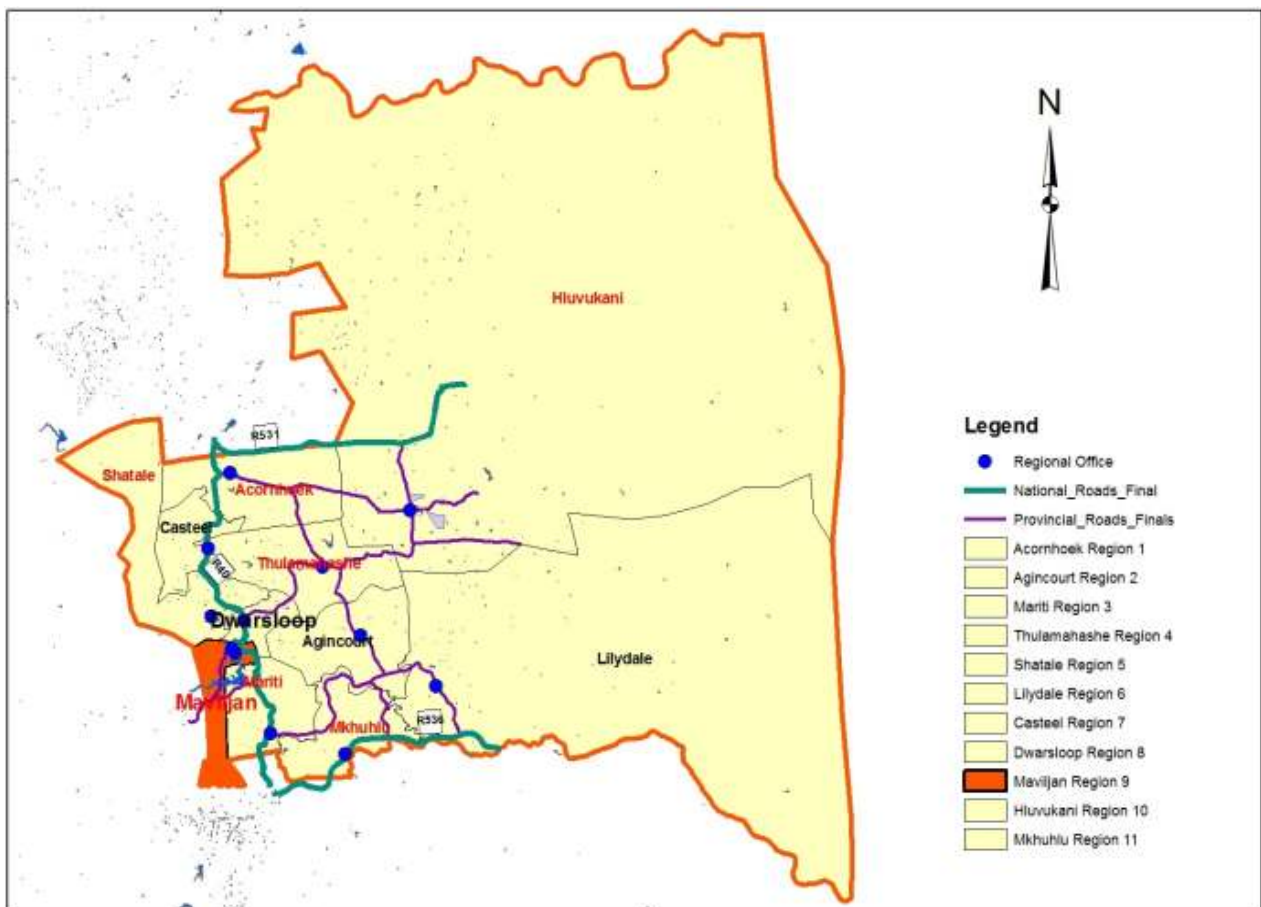 N
Hluvukani
R531
Shatale
Acornhoek
Casteel
R40
Thulamahashe
Dwarsloop
Agincourt
Lilydale
Mariti
Maviljan
Mkhuhlu
R536
Legend
Regional Office
National_Roads_Final
Provincial_Roads_Finals
Acornhoek Region 1
Agincourt Region 2
Mariti Region 3
Thulamahashe Region 4
Shatale Region 5
Lilydale Region 6
Casteel Region 7
Dwarsloop Region 8
Maviljan Region 9
Hluvukani Region 10
Mkhuhlu Region 11